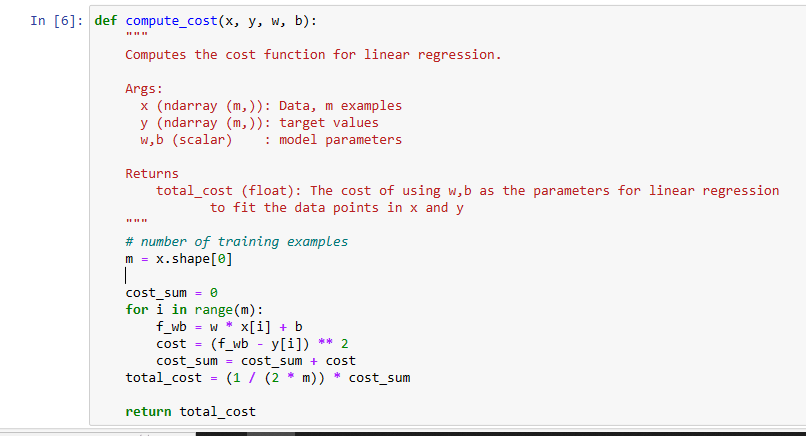 In [6]: def compute_cost(x, y, w, b):
"""
Computes the cost function for linear regression.
Args:
x (ndarray (m,)): Data, m examples
y (ndarray (m,)): target values
w,b (scalar)    : model parameters
Returns
total_cost (float): The cost of using w,b as the parameters for linear regression
to fit the data points in x and y
"""
# number of training examples
m = x.shape[0]
cost_sum = 0
for i in range(m):
f_wb = w * x[i] + b
cost = (f_wb - y[i]) ** 2
cost_sum = cost_sum + cost
total_cost = (1 / (2 * m)) * cost_sum
return total_cost